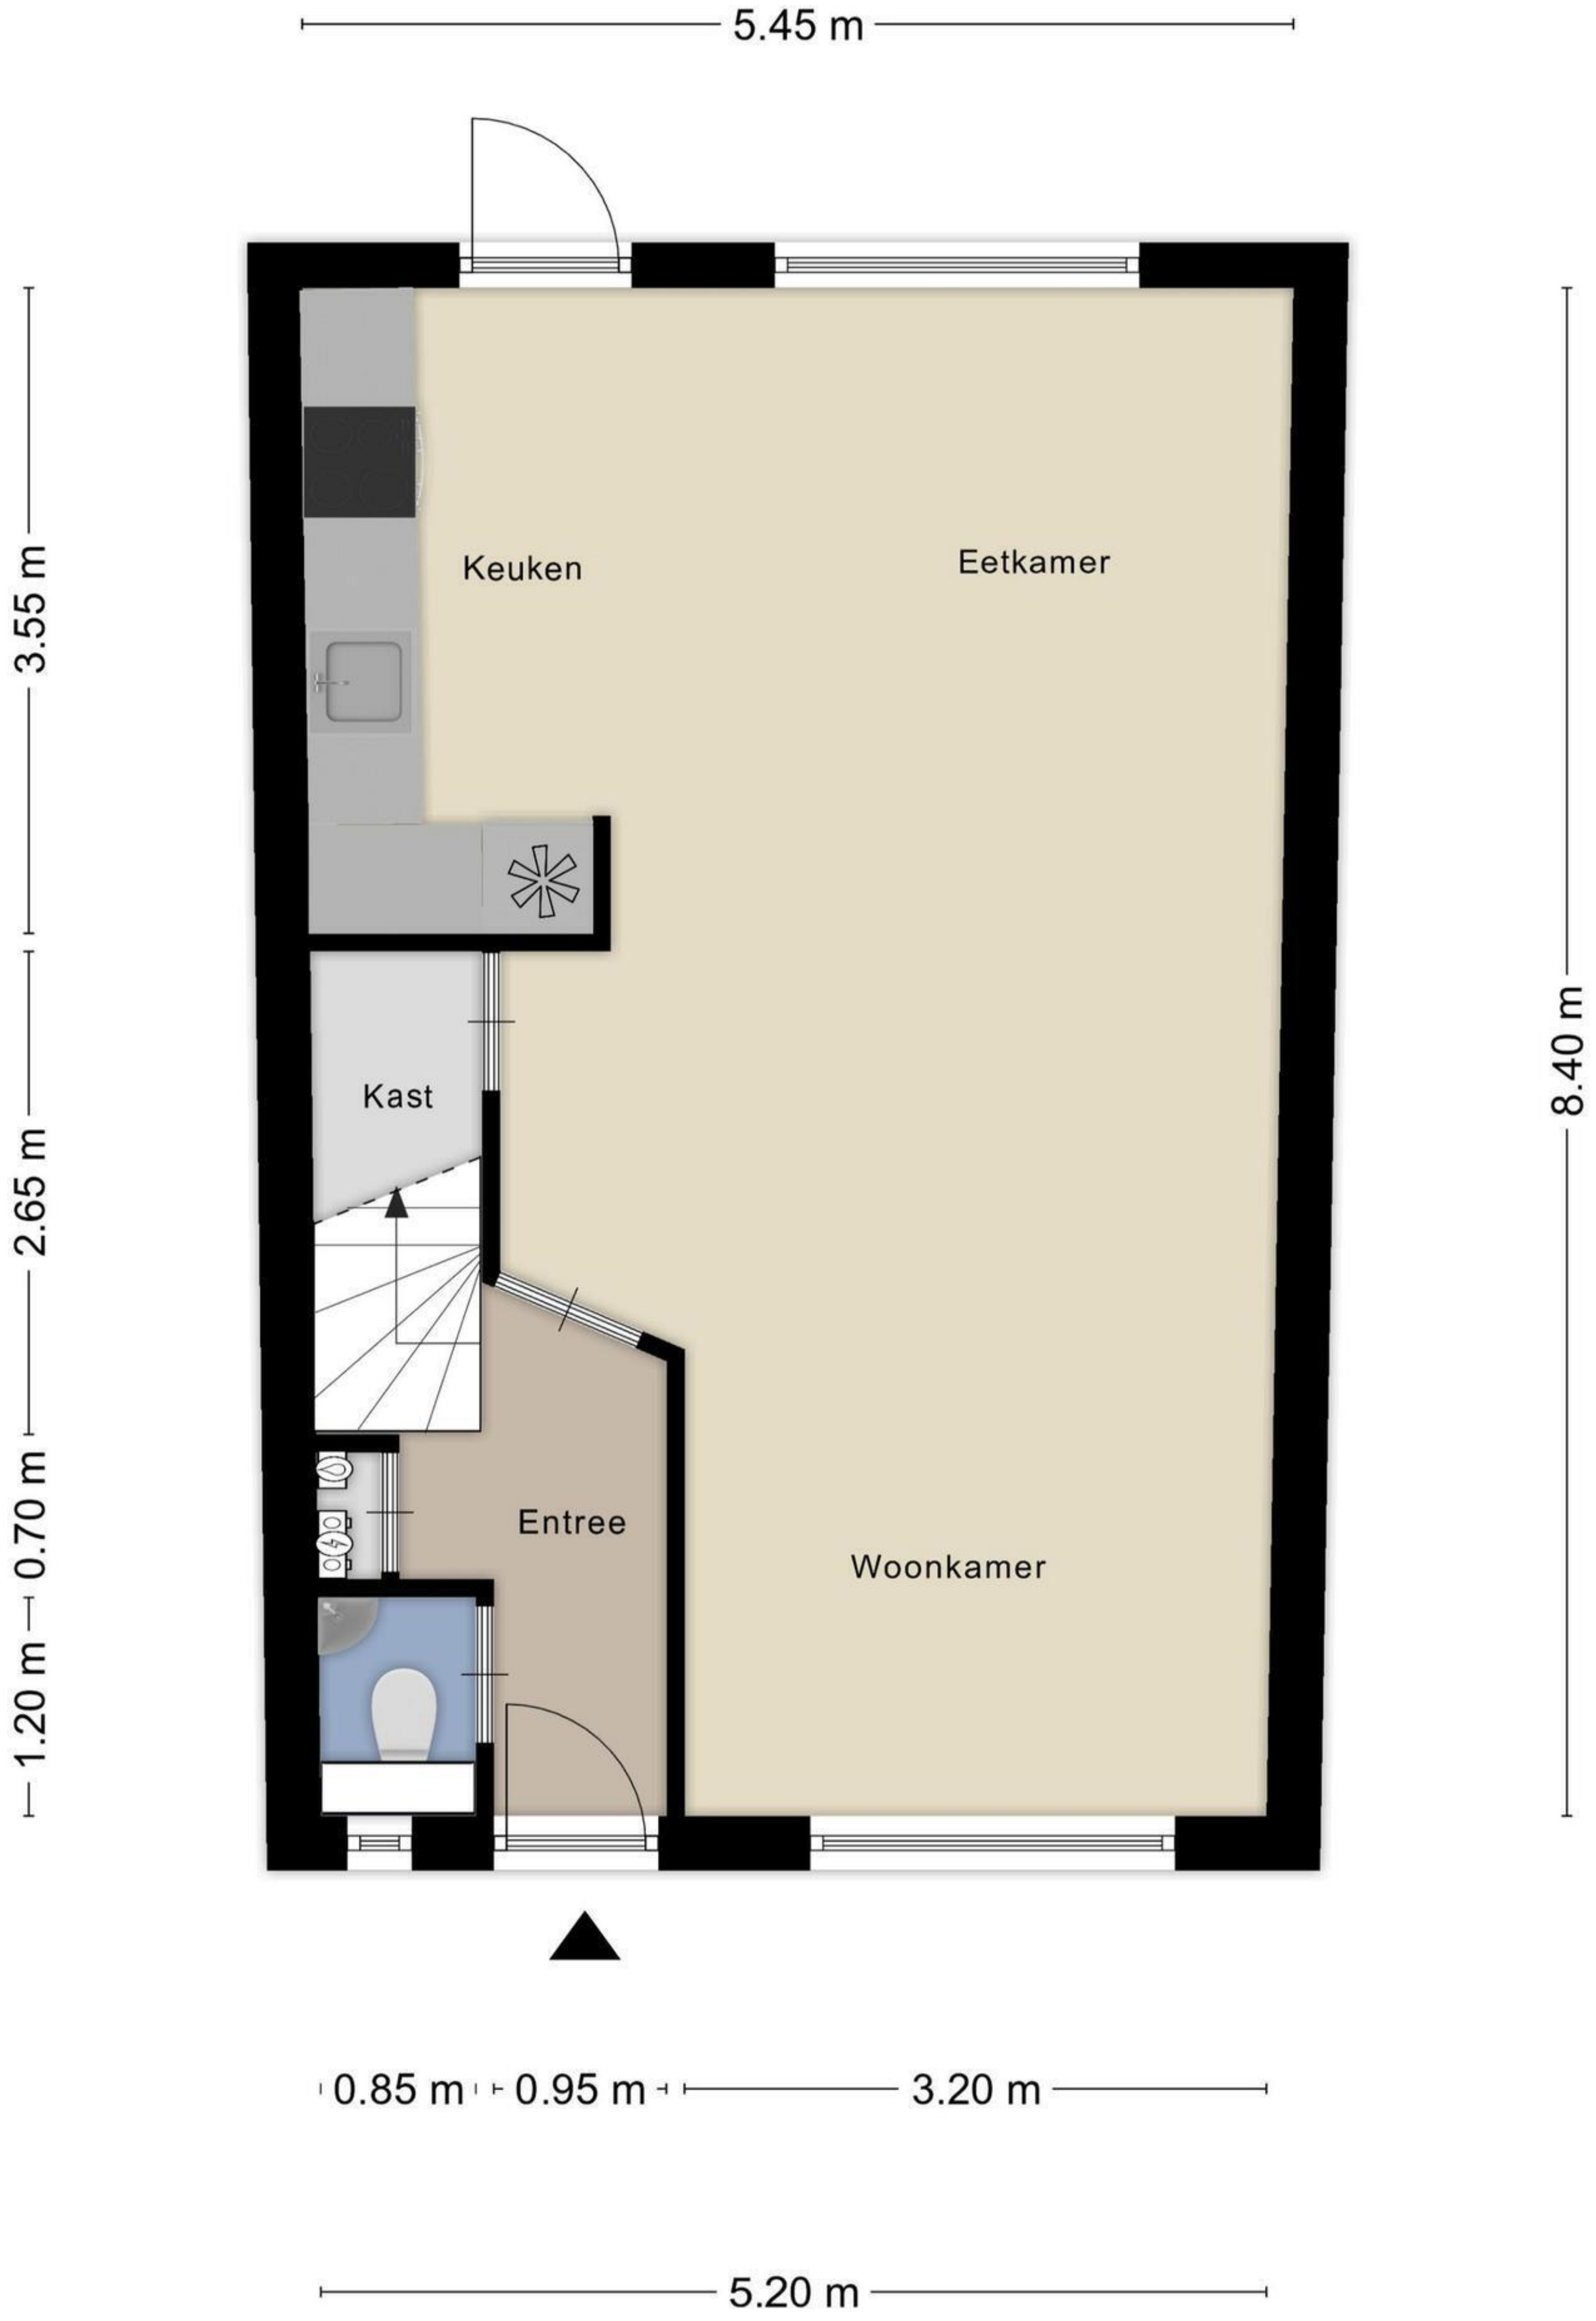 5.45 m
Keuken
Eetkamer
3.55 m
8.40 m
Kast
2.65 m
Entree
0.70 m
Woonkamer
1.20 m
0.85 m
0.95 m
3.20 m
5.20 m